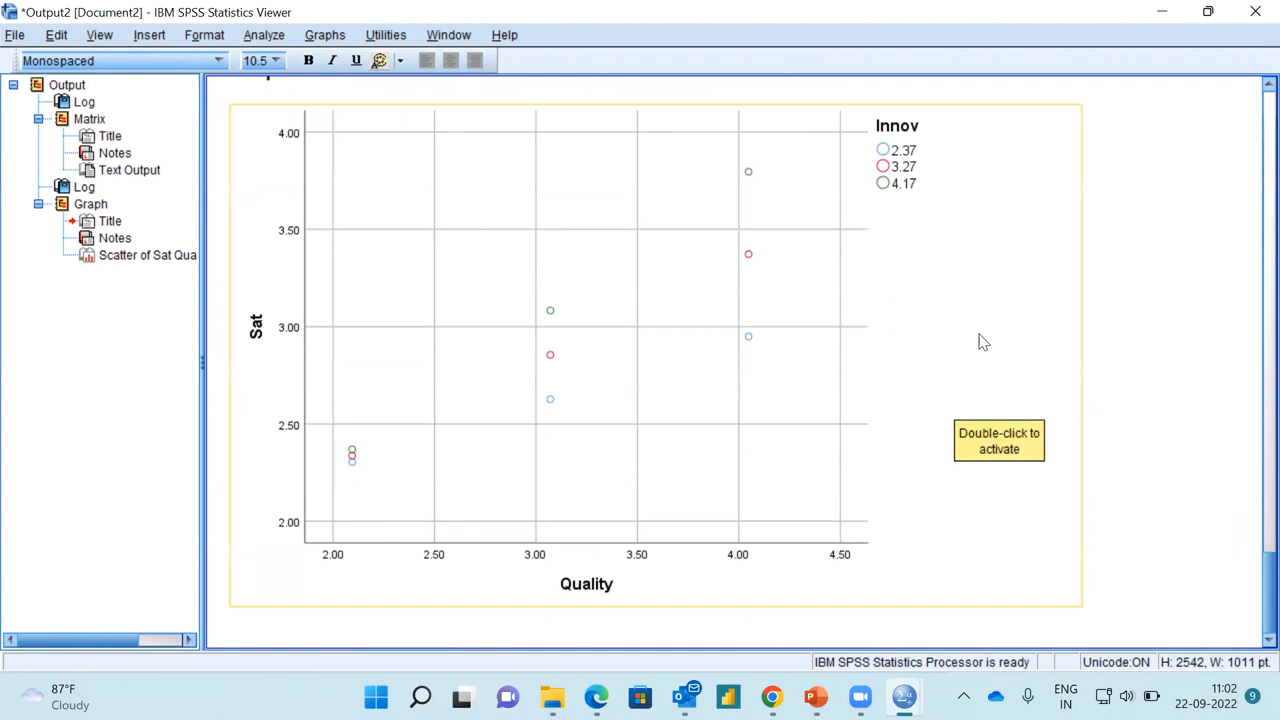 *Output2 [Document2] - IBM SPSS Statistics Viewer
File Edit View Insert Format Analyze Graphs Utilities Window Help
Monospaced 10.5 B I U
Output
Log
Matrix
Title
Notes
Text Output
Log
Graph
Title
Notes
Scatter of Sat Qua
4.00
3.50
3.00
2.50
2.00
Sat
2.00 2.50 3.00 3.50 4.00 4.50
Quality
Innov
2.37
3.27
4.17
Double-click to
activate
IBM SPSS Statistics Processor is ready Unicode:ON H: 2542, W: 1011 pt.
87°F
Cloudy
ENG
IN
11:02
22-09-2022
9